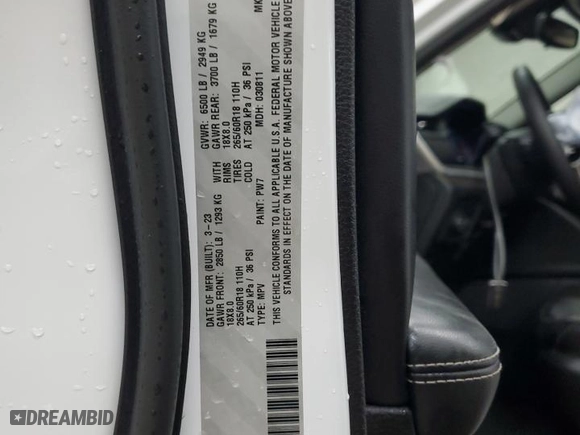 DATE OF MFR (BUILT): 3-23 GVWR: 6500 LB / 2949 KG
GAWR FRONT: 2850 LB / 1293 KG WITH GAWR REAR: 3700 LB / 1679 KG
18X8.0 RIMS 18X8.0
265/60R18 110H TIRES 265/60R18 110H
AT 250 kPa / 36 PSI COLD AT 250 kPa / 36 PSI
TYPE: MPV PAINT: PW7 MDH: 030811 MK
THIS VEHICLE CONFORMS TO ALL APPLICABLE U.S.A. FEDERAL MOTOR VEHICLE
STANDARDS IN EFFECT ON THE DATE OF MANUFACTURE SHOWN ABOVE
DREAMBID